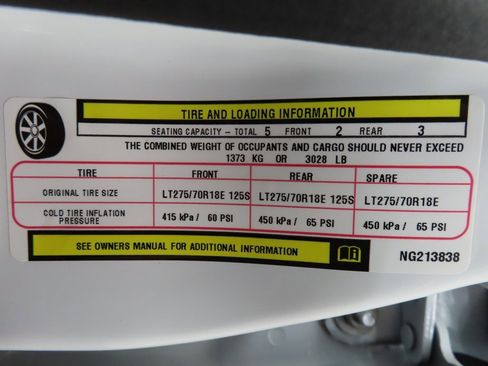 TIRE AND LOADING INFORMATION
SEATING CAPACITY - TOTAL 5 FRONT 2 REAR 3
THE COMBINED WEIGHT OF OCCUPANTS AND CARGO SHOULD NEVER EXCEED
1373 KG OR 3028 LB
TIRE FRONT REAR SPARE
ORIGINAL TIRE SIZE LT275/70R18E 125S LT275/70R18E 125S LT275/70R18E
COLD TIRE INFLATION PRESSURE 415 kPa / 60 PSI 450 kPa / 65 PSI 450 kPa / 65 PSI
SEE OWNERS MANUAL FOR ADDITIONAL INFORMATION
NG213838